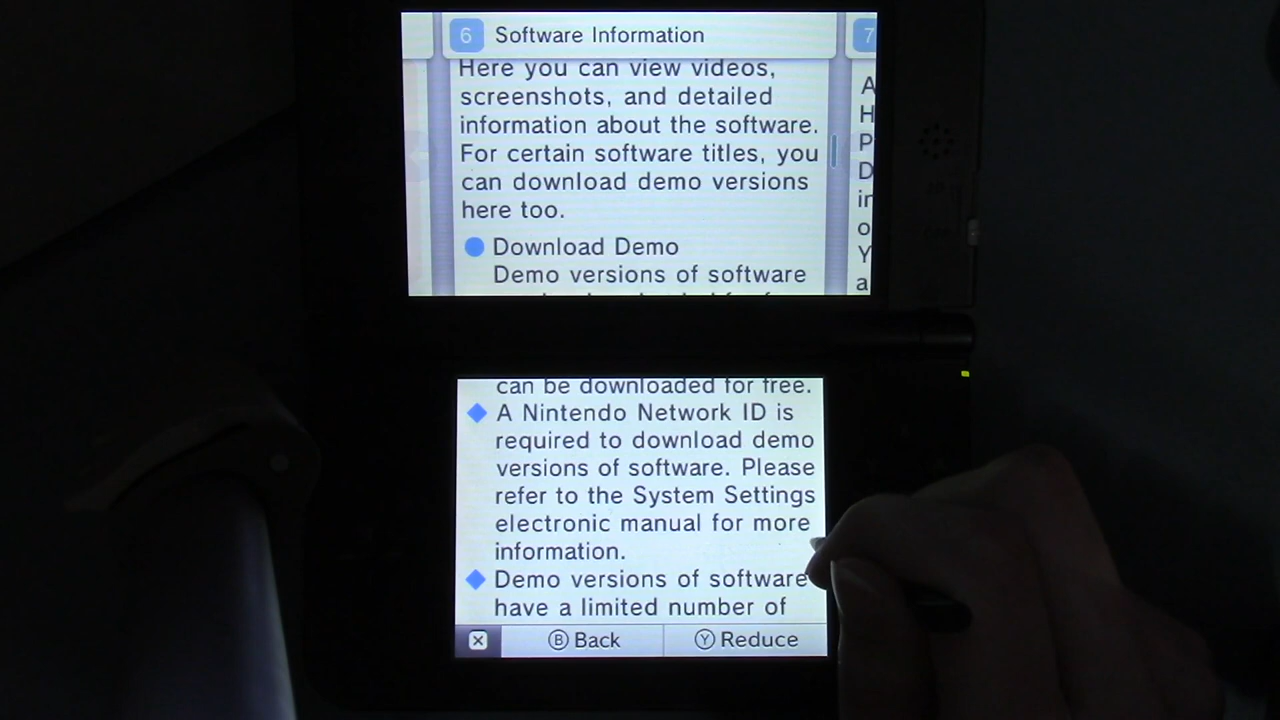 6 Software Information
7
Here you can view videos,
screenshots, and detailed
information about the software.
For certain software titles, you
can download demo versions
here too.
Download Demo
Demo versions of software
A
H
P
D
in
o
Y
a
can be downloaded for free.
A Nintendo Network ID is
required to download demo
versions of software. Please
refer to the System Settings
electronic manual for more
information.
Demo versions of software
have a limited number of
X
B Back
Y Reduce